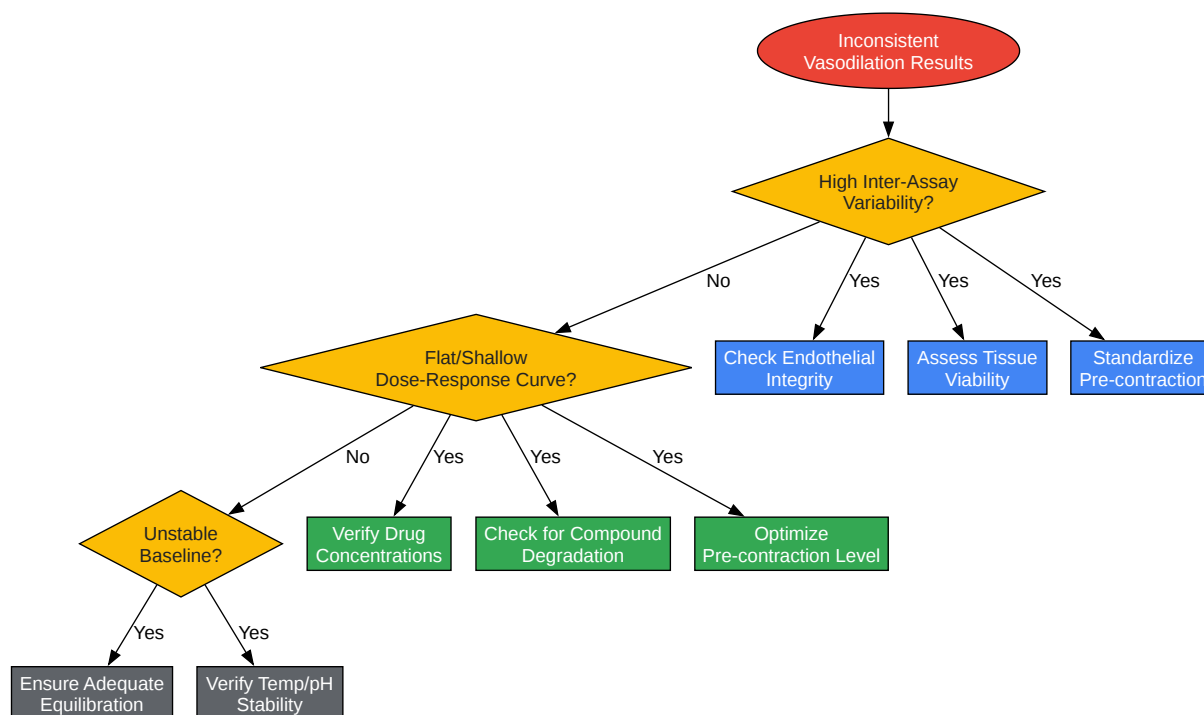 Inconsistent
Vasodilation Results
High Inter-Assay
Variability?
No
Yes
Yes
Yes
Flat/Shallow
Dose-Response Curve?
Check Endothelial
Integrity
Assess Tissue
Viability
Standardize
Pre-contraction
No
Yes
Yes
Yes
Unstable
Baseline?
Verify Drug
Concentrations
Check for Compound
Degradation
Optimize
Pre-contraction Level
Yes
Yes
Ensure Adequate
Equilibration
Verify Temp/pH
Stability